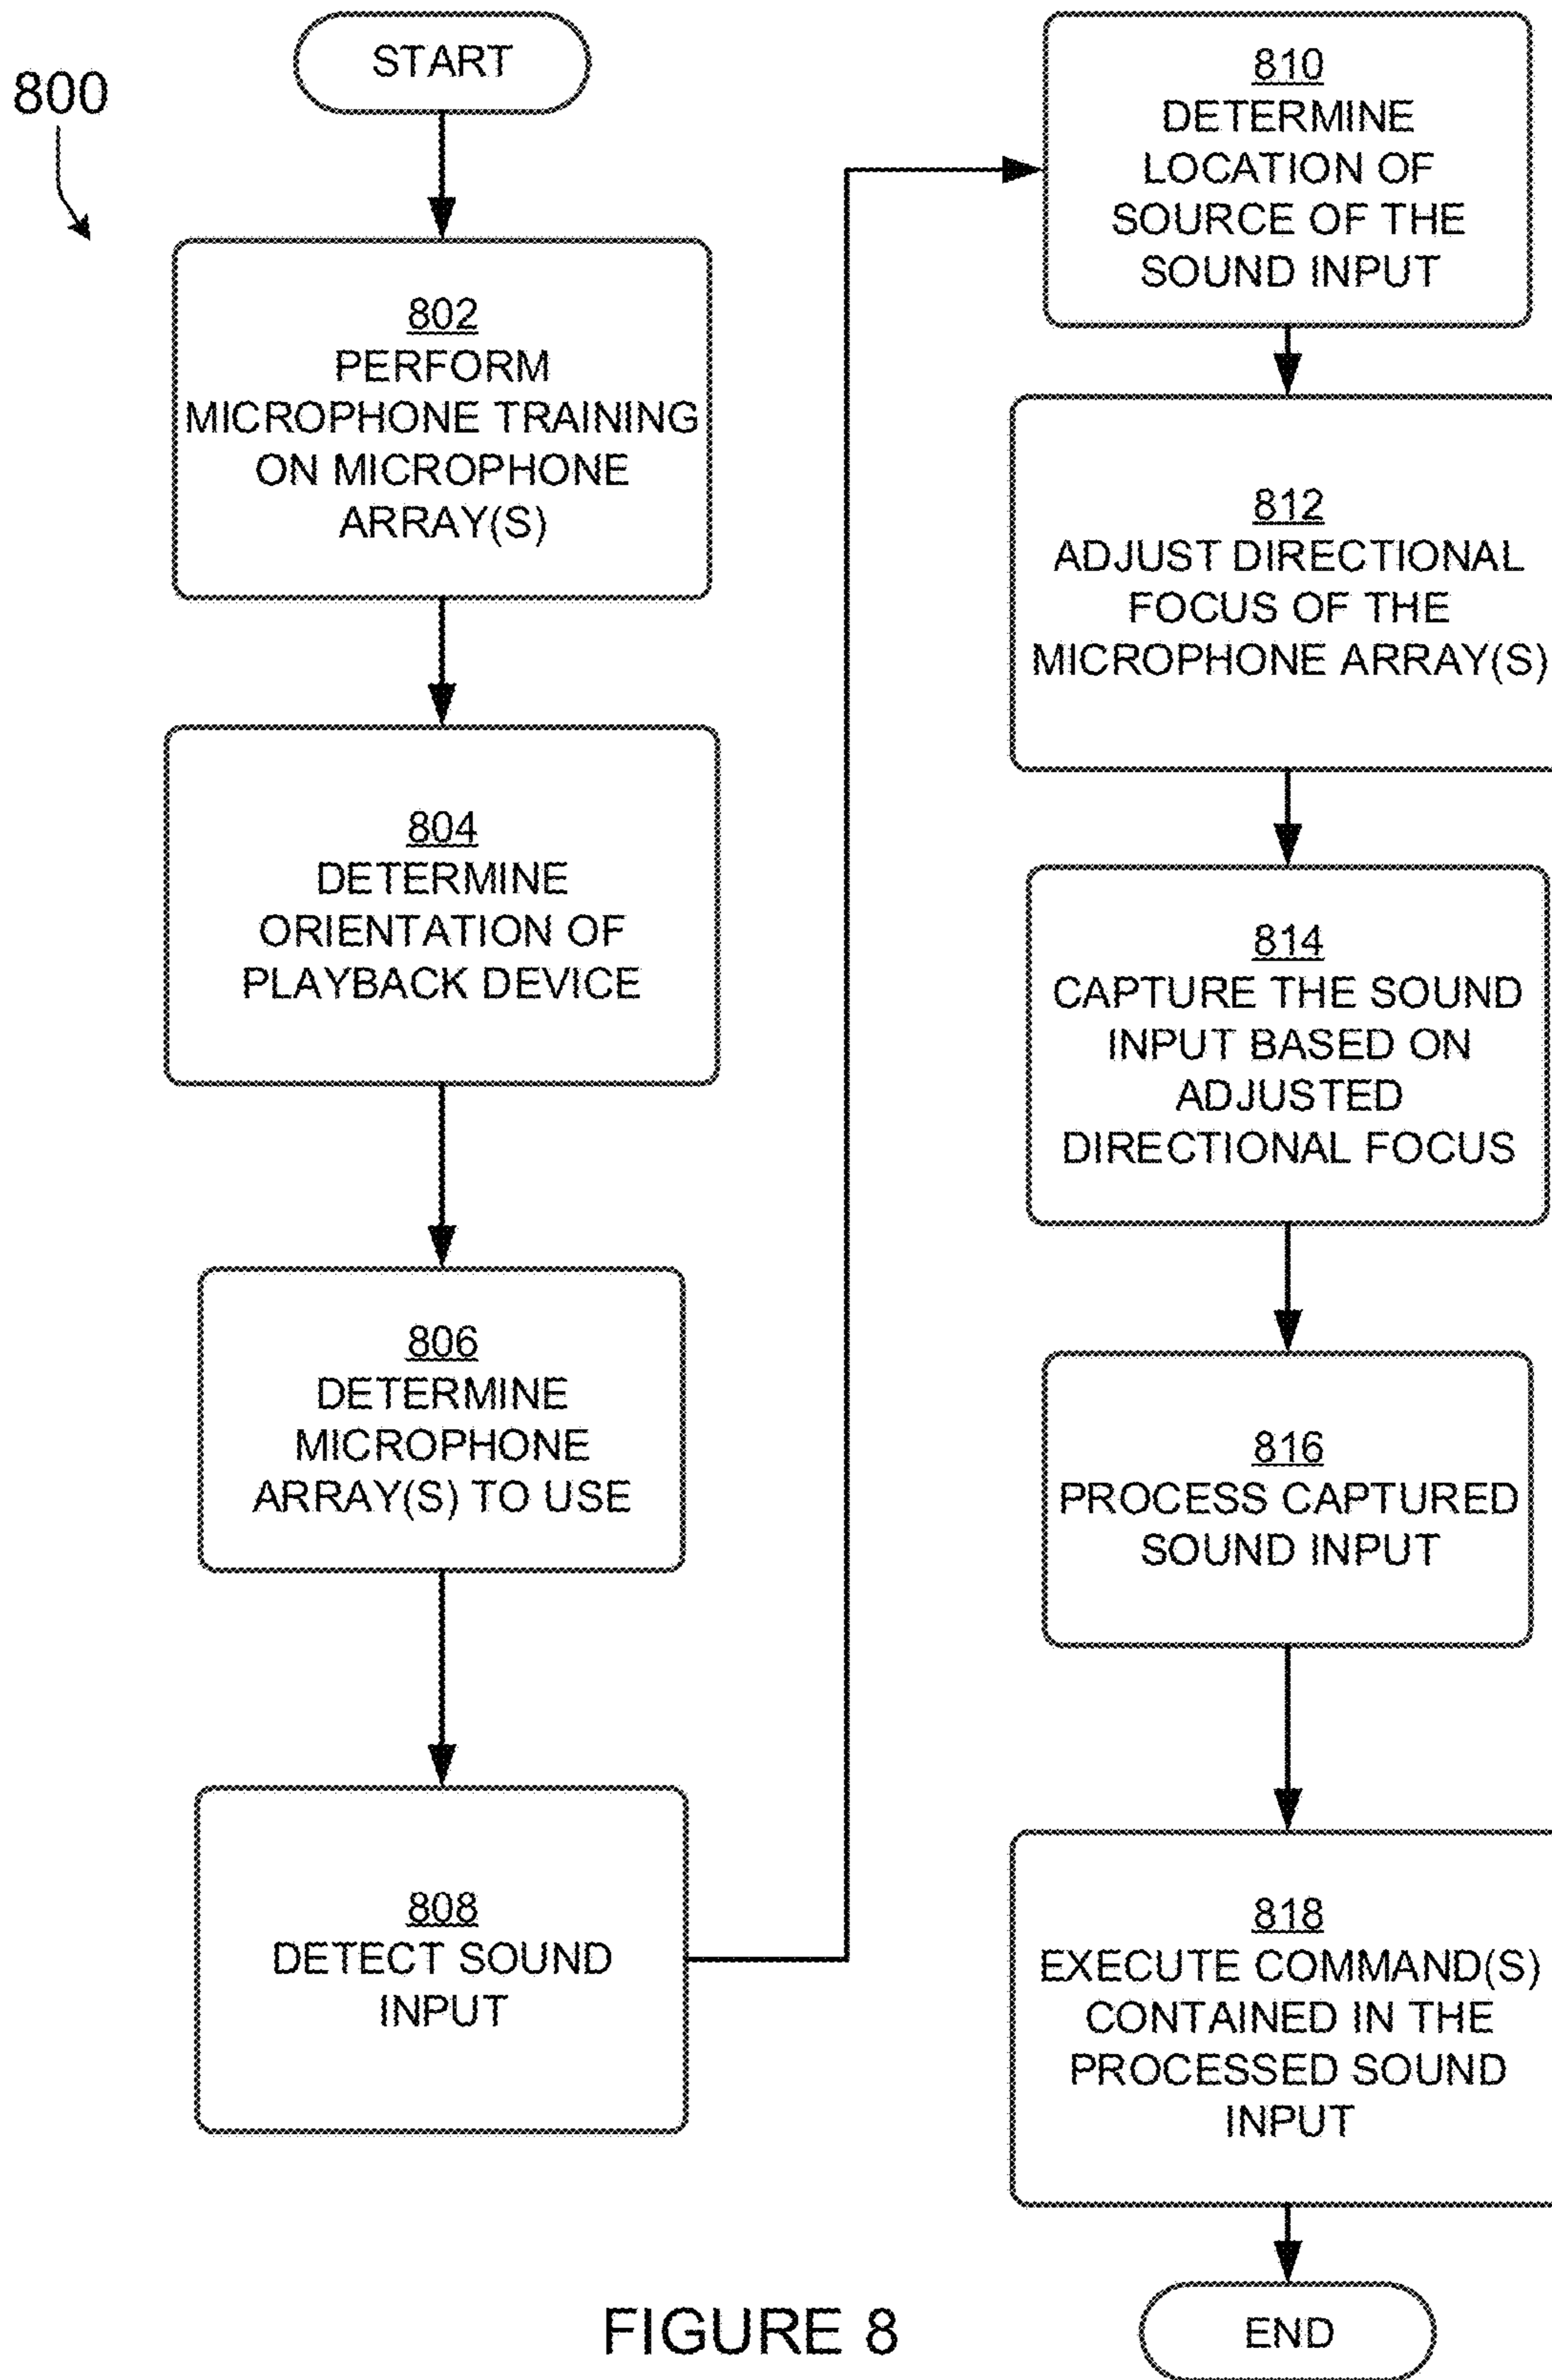 800
START
802
PERFORM
MICROPHONE TRAINING
ON MICROPHONE
ARRAY(S)
804
DETERMINE
ORIENTATION OF
PLAYBACK DEVICE
806
DETERMINE
MICROPHONE
ARRAY(S) TO USE
808
DETECT SOUND
INPUT
810
DETERMINE
LOCATION OF
SOURCE OF THE
SOUND INPUT
812
ADJUST DIRECTIONAL
FOCUS OF THE
MICROPHONE ARRAY(S)
814
CAPTURE THE SOUND
INPUT BASED ON
ADJUSTED
DIRECTIONAL FOCUS
816
PROCESS CAPTURED
SOUND INPUT
818
EXECUTE COMMAND(S)
CONTAINED IN THE
PROCESSED SOUND
INPUT
END
FIGURE 8